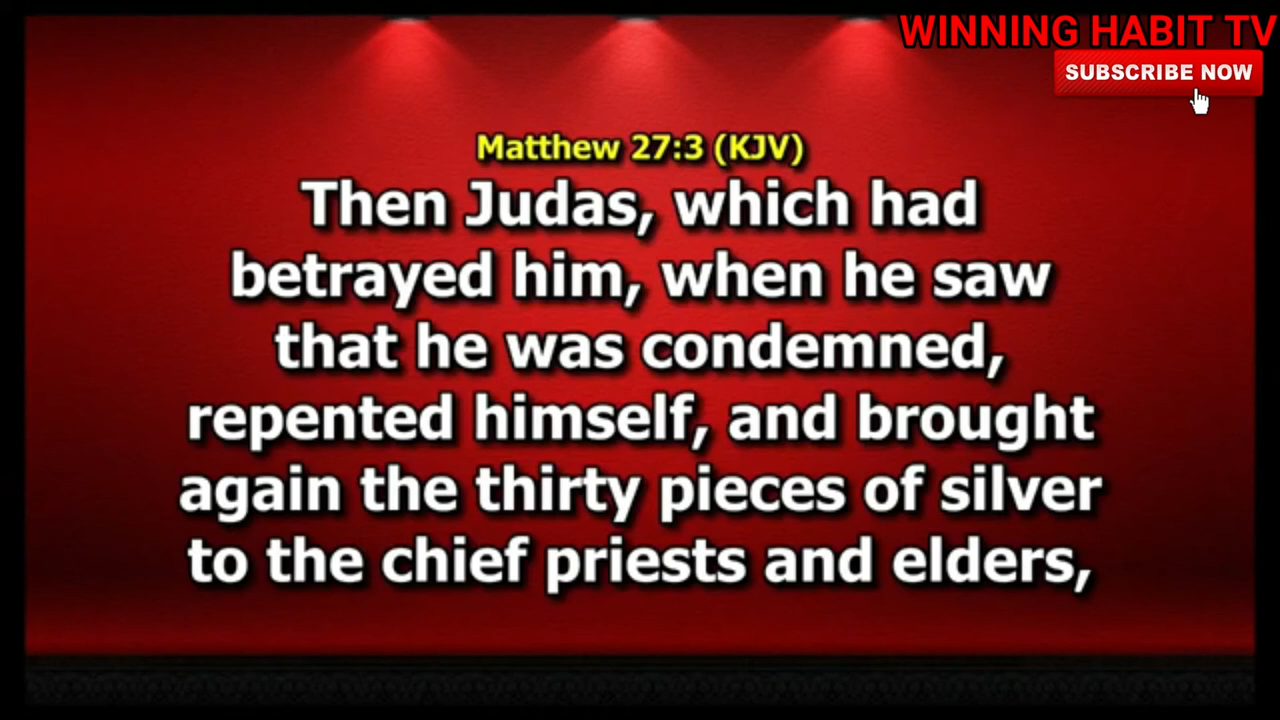 WINNING HABIT TV
SUBSCRIBE NOW
Matthew 27:3 (KJV)
Then Judas, which had
betrayed him, when he saw
that he was condemned,
repented himself, and brought
again the thirty pieces of silver
to the chief priests and elders,